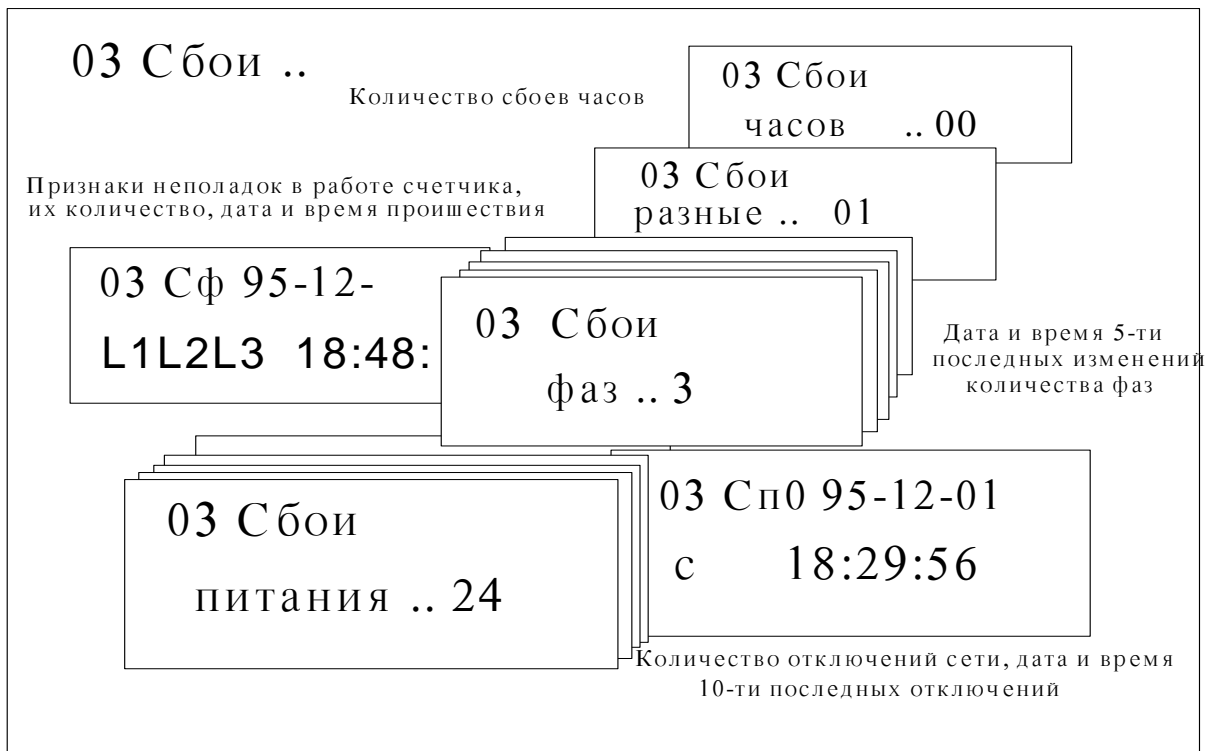 03 Сбои ..
Количество сбоев часов
03 Сбои
часов .. 00
Признаки неполадок в работе счетчика,
их количество, дата и время проишествия
03 Сбои
разные .. 01
03 Сф 95-12-
L1L2L3 18:48:
03 Сбои
фаз .. 3
Дата и время 5-ти
последных изменений
количества фаз
03 Сбои
питания .. 24
03 Сп0 95-12-01
с 18:29:56
Количество отключений сети, дата и время
10-ти последных отключений